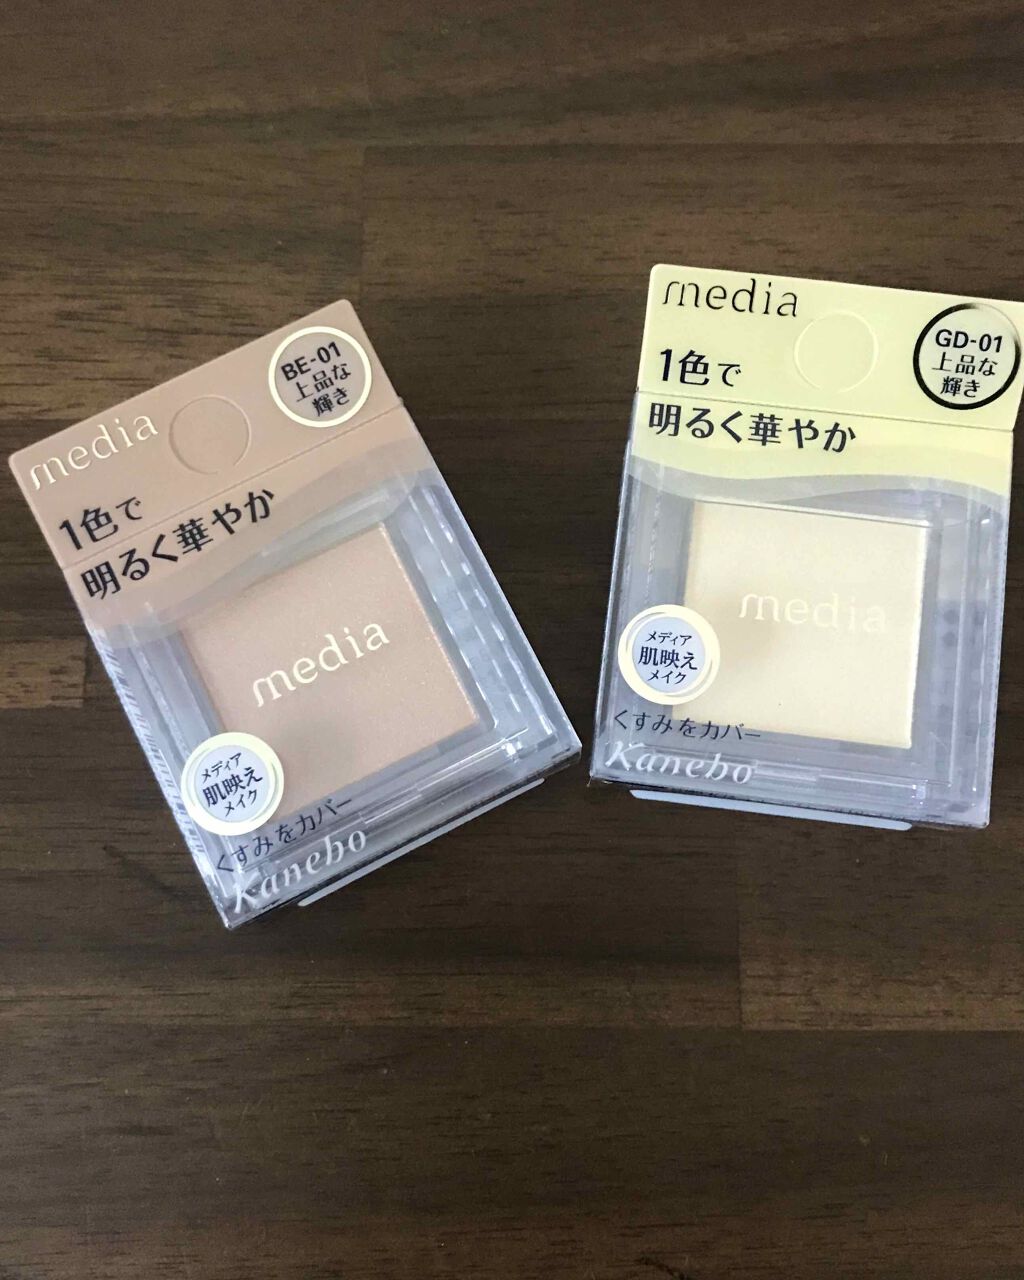 media
BE-01
上品な
輝き
1色で
明るく華やか
media
メディア
肌映え
メイク
くすみをカバー
Kanebo
media
GD-01
上品な
輝き
1色で
明るく華やか
media
メディア
肌映え
メイク
くすみをカバー
Kanebo